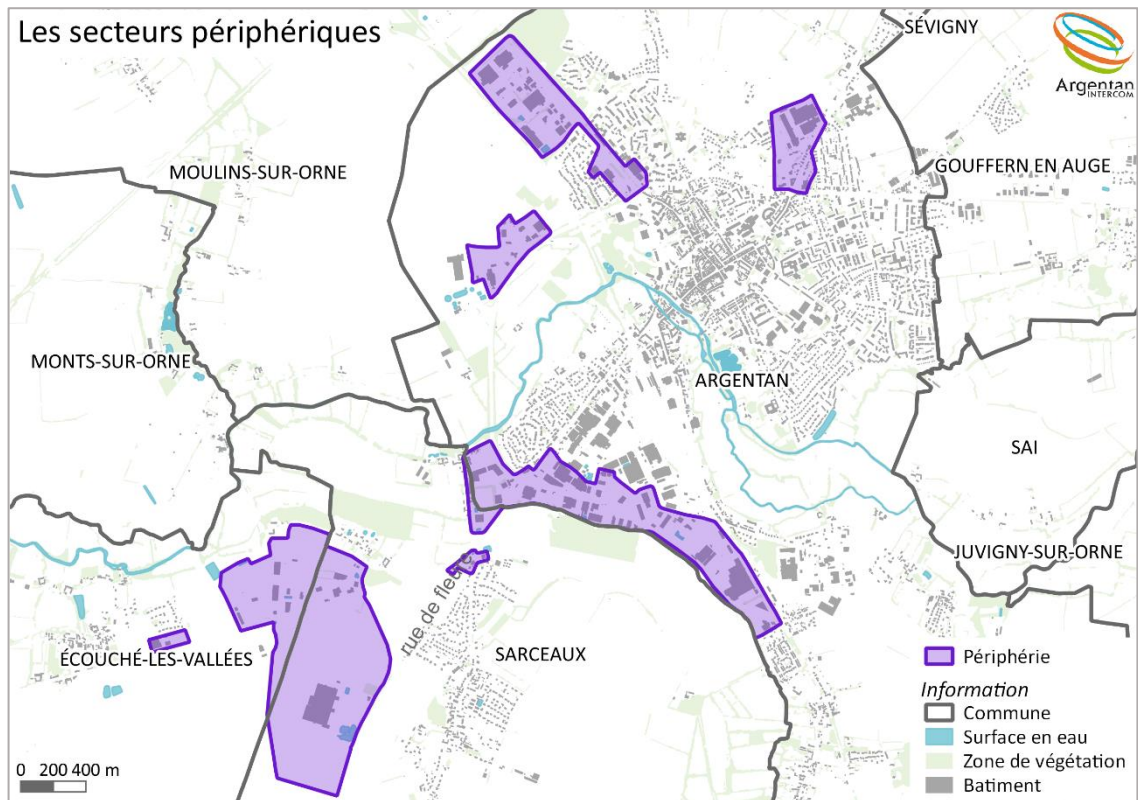 Les secteurs périphériques
SÉVIGNY
Argentan
INTERCOM
MOULINS-SUR-ORNE
GOUFFERN EN AUGE
MONTS-SUR-ORNE
ARGENTAN
SAI
JUVIGNY-SUR-ORNE
rue de fleure
SARCEAUX
ÉCOUCHÉ-LES-VALLÉES
Périphérie
Information
Commune
Surface en eau
Zone de végétation
Batiment
0 200 400 m